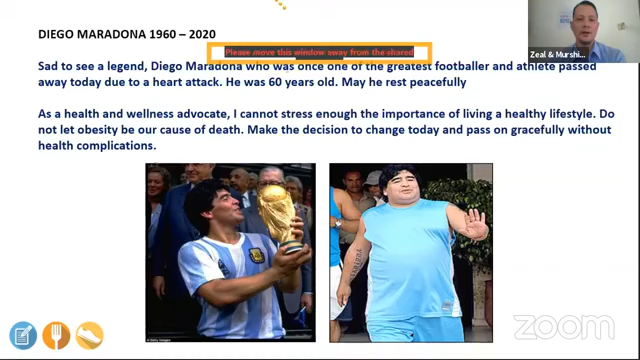 DIEGO MARADONA 1960 – 2020
Please move this window away from the shared
Zeal & Murshi...
Sad to see a legend, Diego Maradona who was once one of the greatest footballer and athlete passed
away today due to a heart attack. He was 60 years old. May he rest peacefully
As a health and wellness advocate, I cannot stress enough the importance of living a healthy lifestyle. Do
not let obesity be our cause of death. Make the decision to change today and pass on gracefully without
health complications.
zoom